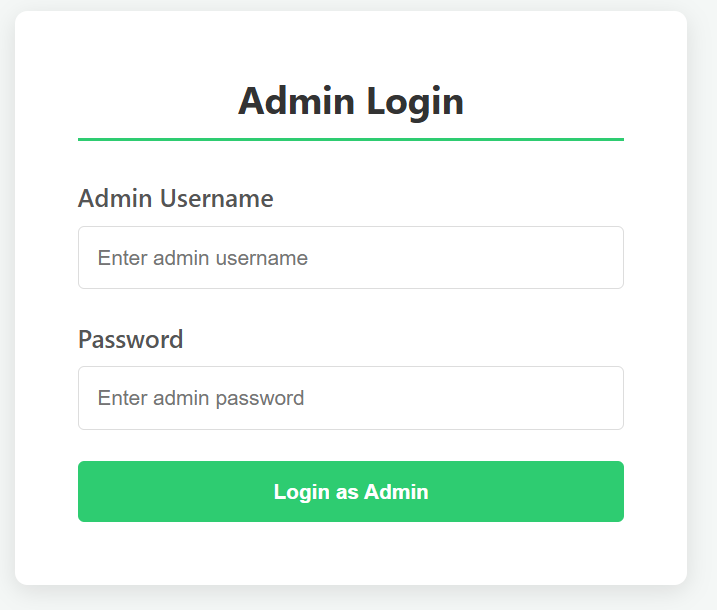 Admin Login
Admin Username
Enter admin username
Password
Enter admin password
Login as Admin